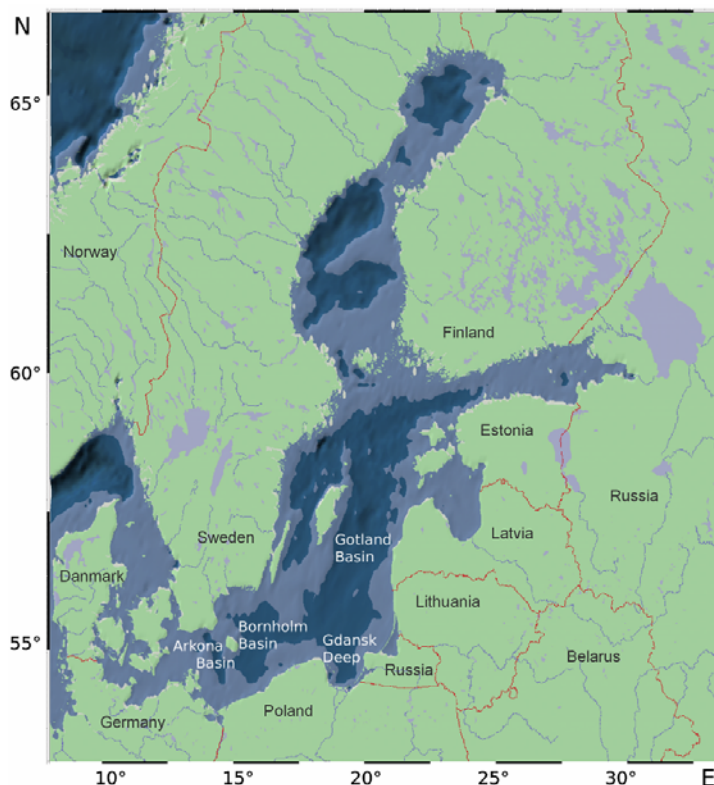 N
65°
Norway
60°
Finland
Estonia
Russia
Sweden
Gotland
Basin
Latvia
Danmark
Lithuania
Bornholm
Basin
Arkona
Basin
Gdansk
Deep
55°
Russia
Belarus
Germany
Poland
10°
15°
20°
25°
30°
E